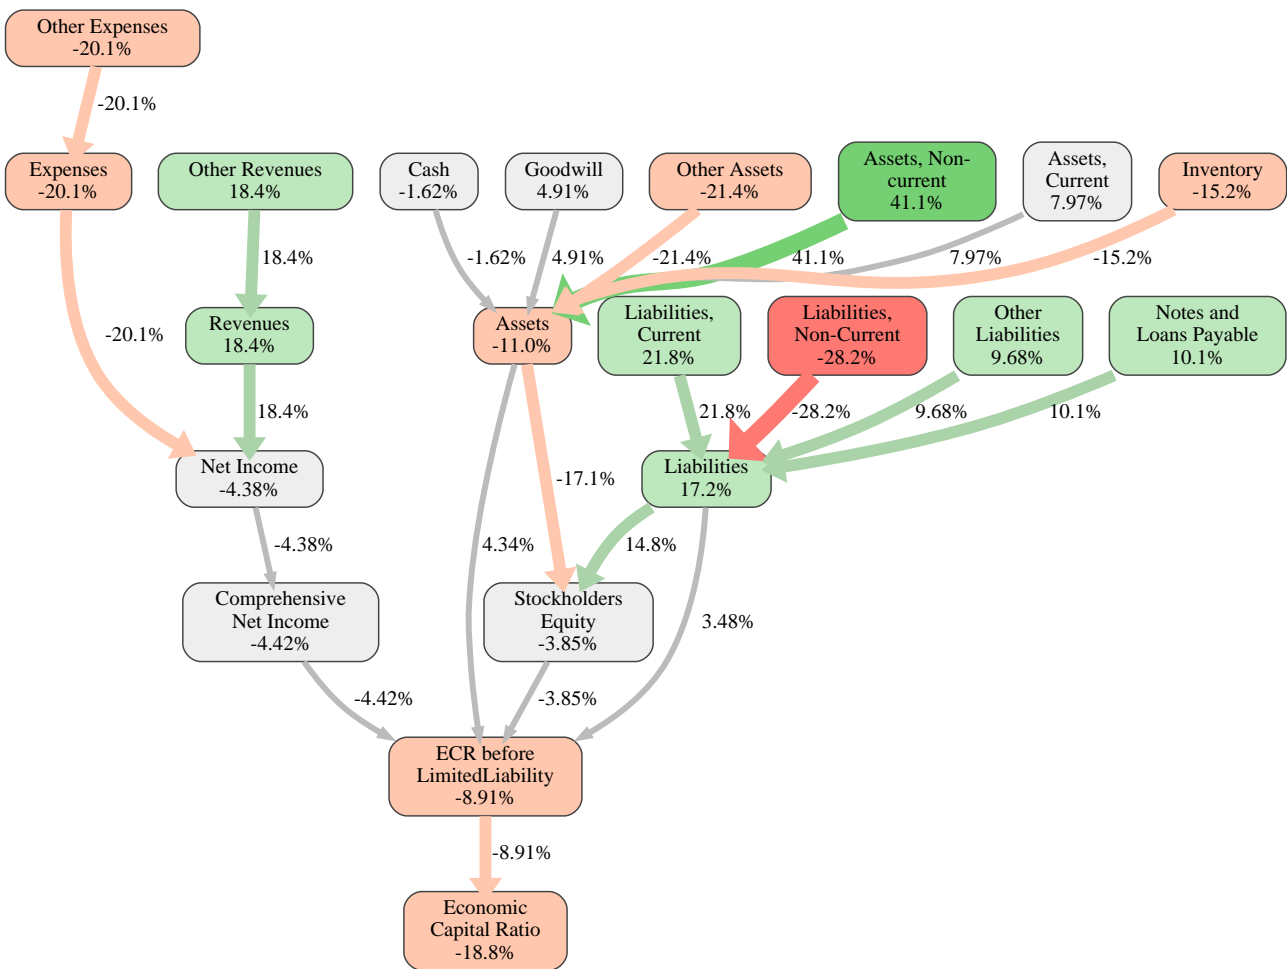 Other Expenses
-20.1%
-20.1%
Expenses
-20.1%
Other Revenues
18.4%
Cash
-1.62%
Goodwill
4.91%
Other Assets
-21.4%
Assets, Non-
current
41.1%
Assets,
Current
7.97%
Inventory
-15.2%
18.4%
-1.62%
4.91%
-21.4%
41.1%
7.97%
-15.2%
-20.1%
Revenues
18.4%
Assets
-11.0%
Liabilities,
Current
21.8%
Liabilities,
Non-Current
-28.2%
Other
Liabilities
9.68%
Notes and
Loans Payable
10.1%
18.4%
21.8%
-28.2%
9.68%
10.1%
Net Income
-4.38%
-17.1%
Liabilities
17.2%
-4.38%
4.34%
14.8%
3.48%
Comprehensive
Net Income
-4.42%
Stockholders
Equity
-3.85%
-4.42%
-3.85%
ECR before
LimitedLiability
-8.91%
-8.91%
Economic
Capital Ratio
-18.8%